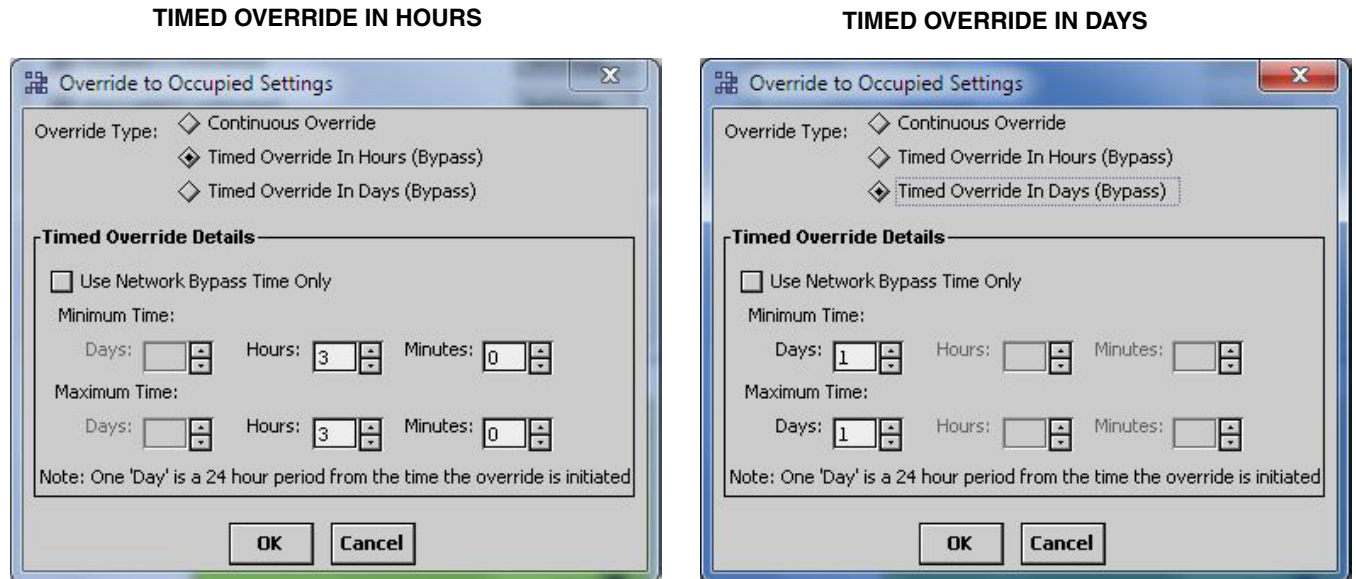 TIMED OVERRIDE IN HOURS
Override to Occupied Settings
Override Type:
Continuous Override
Timed Override In Hours (Bypass)
Timed Override In Days (Bypass)
Timed Override Details
Use Network Bypass Time Only
Minimum Time:
Days: Hours: 3 Minutes: 0
Maximum Time:
Days: Hours: 3 Minutes: 0
Note: One 'Day' is a 24 hour period from the time the override is initiated
OK Cancel
TIMED OVERRIDE IN DAYS
Override to Occupied Settings
Override Type:
Continuous Override
Timed Override In Hours (Bypass)
Timed Override In Days (Bypass)
Timed Override Details
Use Network Bypass Time Only
Minimum Time:
Days: 1 Hours: Minutes:
Maximum Time:
Days: 1 Hours: Minutes:
Note: One 'Day' is a 24 hour period from the time the override is initiated
OK Cancel